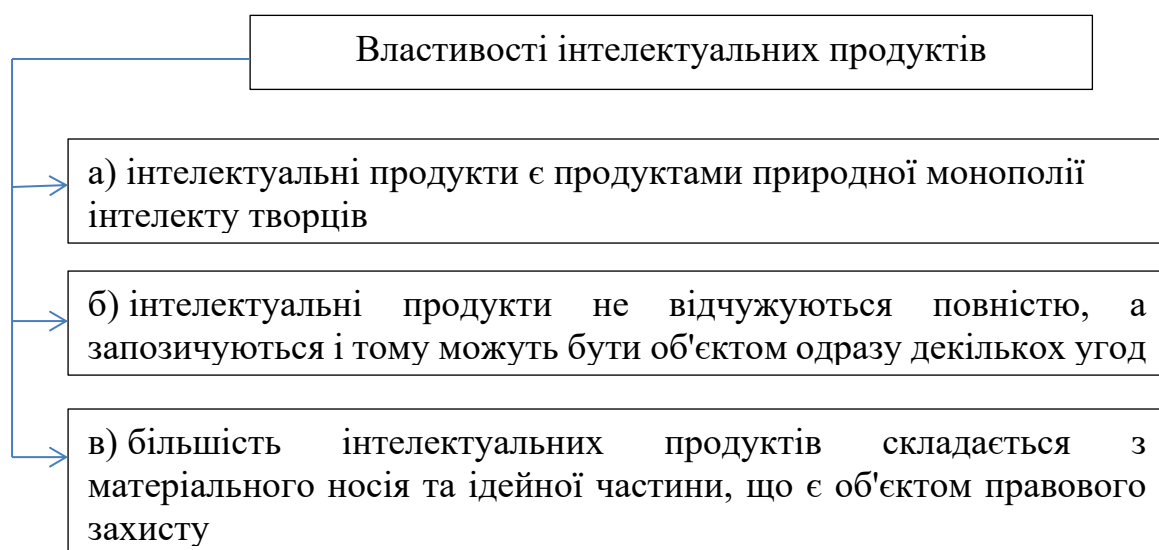 Властивості інтелектуальних продуктів
а) інтелектуальні продукти є продуктами природної монополії
інтелекту творців
б) інтелектуальні продукти не відчужуються повністю, а
запозичуються і тому можуть бути об'єктом одразу декількох угод
в) більшість інтелектуальних продуктів складається з
матеріального носія та ідейної частини, що є об'єктом правового
захисту